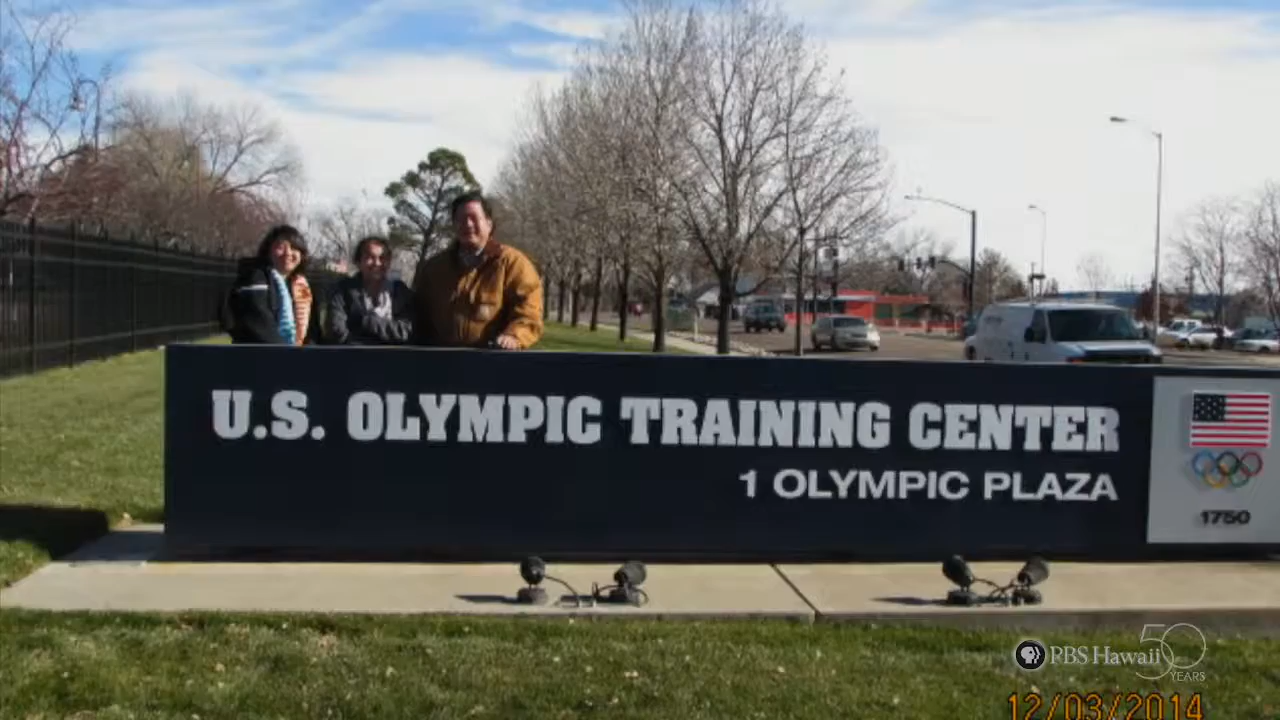 U.S. OLYMPIC TRAINING CENTER
1 OLYMPIC PLAZA
1750
PBS Hawaii 50 YEARS
12/03/2014